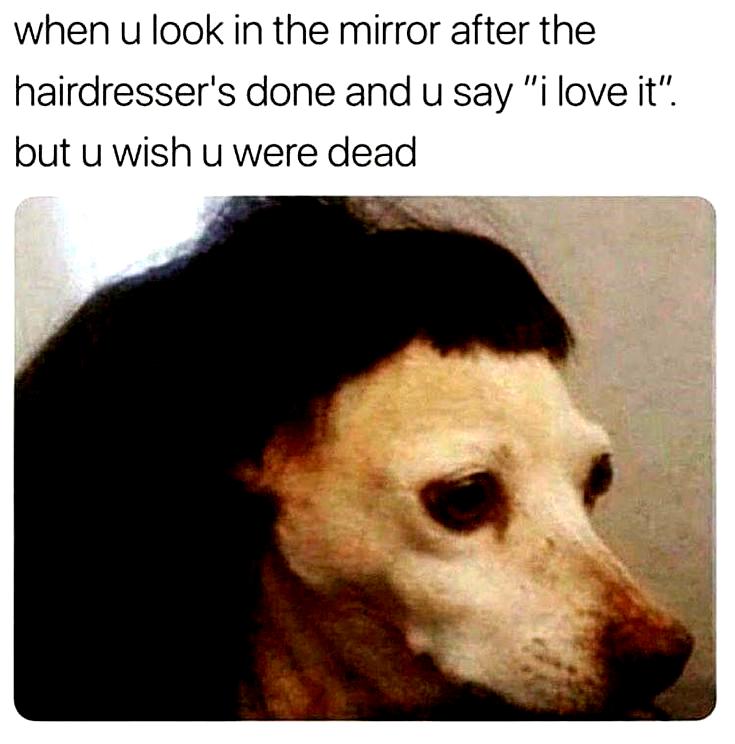 when u look in the mirror after the
hairdresser's done and u say "i love it".
but u wish u were dead